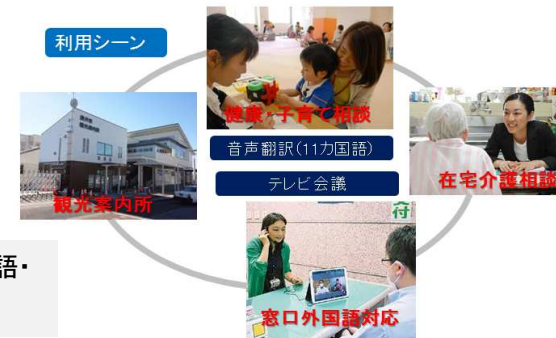 利用シーン
健康・子育て相談
音声翻訳(11カ国語)
テレビ会議
観光案内所
在宅介護相談
付
窓口外国語対応
語・